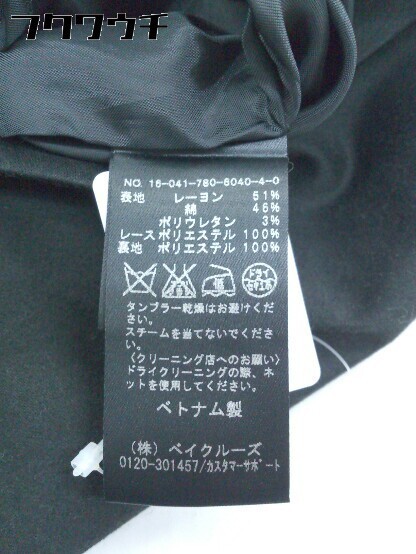 フクウウチ
NO. 16-041-780-6040-4-0
表地 レーヨン 51%
綿 46%
ポリウレタン 3%
レースポリエステル 100%
裏地 ポリエステル 100%
低 ドライ セキユ系
タンブラー乾燥はお避けくだ
さい。
スチームを当てないでくださ
い。
〈クリーニング店へのお願い〉
ドライクリーニングの際、ネ
ットを使用してください。
ベトナム製
（株）ベイクルーズ
0120-301457/カスタマーサポート